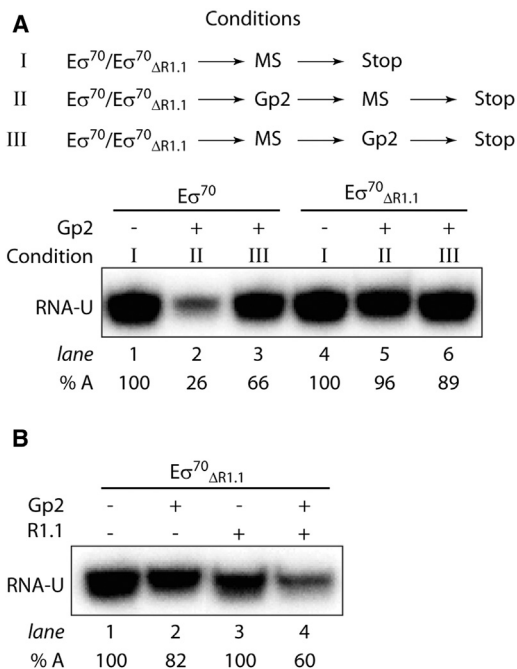 A
Conditions
I Eσ70/Eσ70ΔR1.1 → MS → Stop
II Eσ70/Eσ70ΔR1.1 → Gp2 → MS → Stop
III Eσ70/Eσ70ΔR1.1 → MS → Gp2 → Stop
Eσ70 Eσ70ΔR1.1
Gp2 - + + - + +
Condition I II III I II III
RNA-U
lane 1 2 3 4 5 6
% A 100 26 66 100 96 89
B
Eσ70ΔR1.1
Gp2 - + - +
R1.1 - - + +
RNA-U
lane 1 2 3 4
% A 100 82 100 60